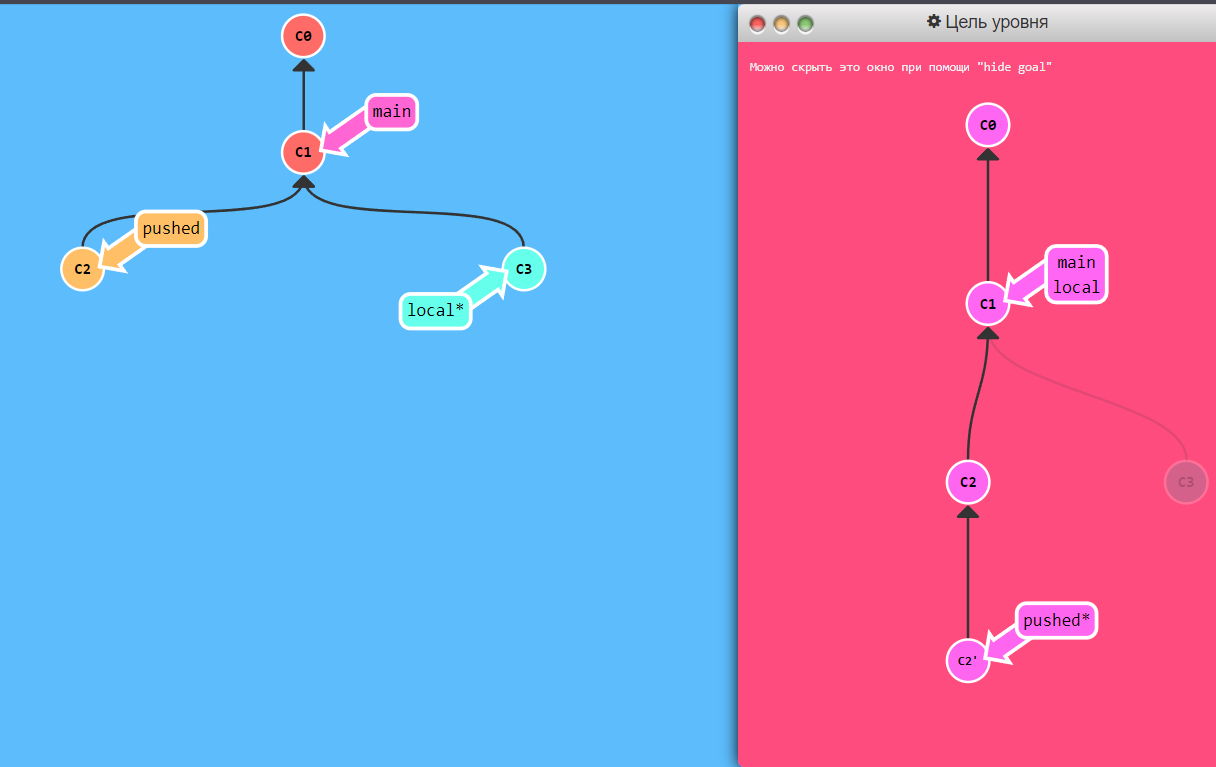 C0
main
C1
pushed
C2
C3
local*
Цель уровня
Можно скрыть это окно при помощи "hide goal"
C0
main
local
C1
C2
C3
pushed*
C2'